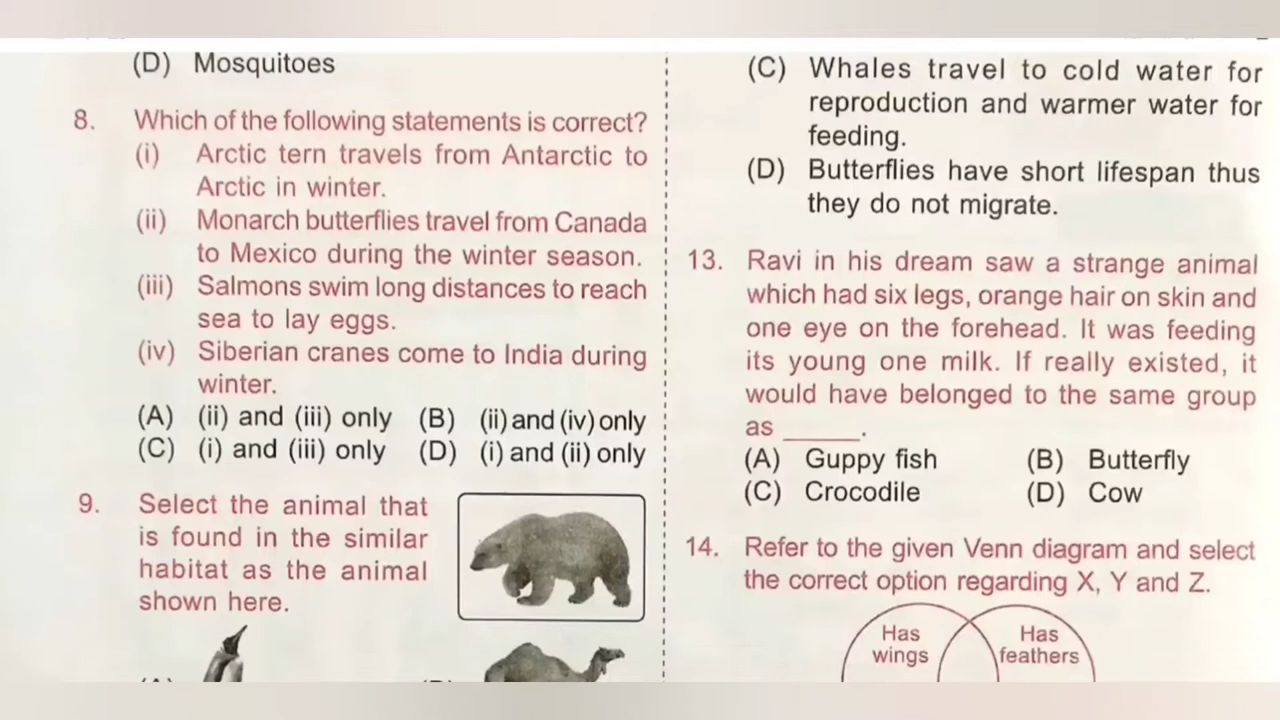 (D) Mosquitoes
8. Which of the following statements is correct?
(i) Arctic tern travels from Antarctic to
Arctic in winter.
(ii) Monarch butterflies travel from Canada
to Mexico during the winter season.
(iii) Salmons swim long distances to reach
sea to lay eggs.
(iv) Siberian cranes come to India during
winter.
(A) (ii) and (iii) only (B) (ii) and (iv) only
(C) (i) and (iii) only (D) (i) and (ii) only
9. Select the animal that
is found in the similar
habitat as the animal
shown here.
(C) Whales travel to cold water for
reproduction and warmer water for
feeding.
(D) Butterflies have short lifespan thus
they do not migrate.
13. Ravi in his dream saw a strange animal
which had six legs, orange hair on skin and
one eye on the forehead. It was feeding
its young one milk. If really existed, it
would have belonged to the same group
as _____.
(A) Guppy fish (B) Butterfly
(C) Crocodile (D) Cow
14. Refer to the given Venn diagram and select
the correct option regarding X, Y and Z.
Has Has
wings feathers